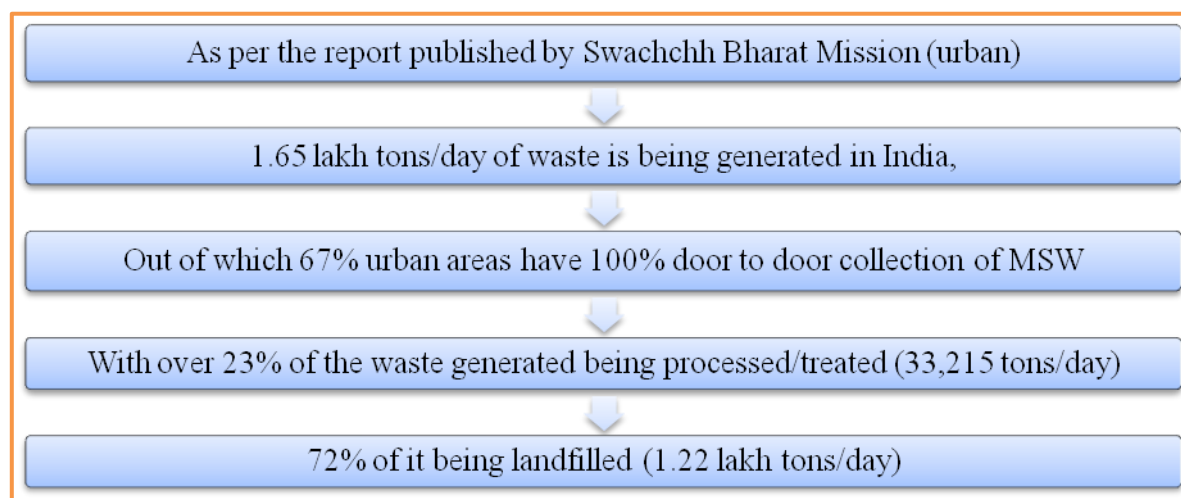 As per the report published by Swachchh Bharat Mission (urban)
1.65 lakh tons/day of waste is being generated in India,
Out of which 67% urban areas have 100% door to door collection of MSW
With over 23% of the waste generated being processed/treated (33,215 tons/day)
72% of it being landfilled (1.22 lakh tons/day)